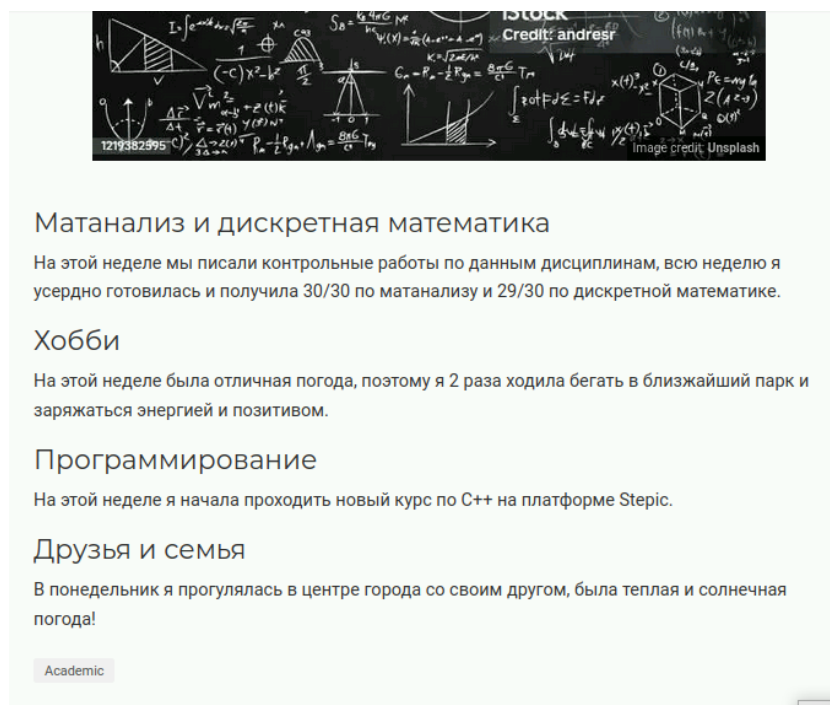 iStock
Credit: andresr
1219382595
Image credit: Unsplash
Матанализ и дискретная математика
На этой неделе мы писали контрольные работы по данным дисциплинам, всю неделю я
усердно готовилась и получила 30/30 по матанализу и 29/30 по дискретной математике.
Хобби
На этой неделе была отличная погода, поэтому я 2 раза ходила бегать в близжайший парк и
заряжаться энергией и позитивом.
Программирование
На этой неделе я начала проходить новый курс по C++ на платформе Stepic.
Друзья и семья
В понедельник я прогулялась в центре города со своим другом, была теплая и солнечная
погода!
Academic